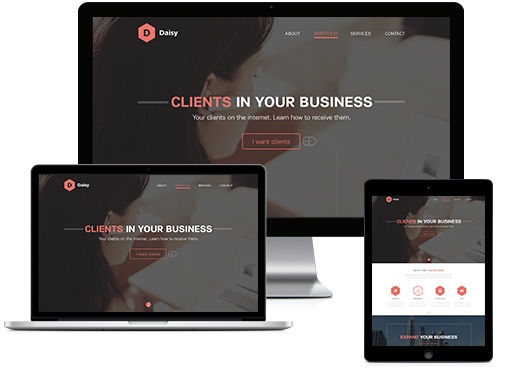 D Daisy
ABOUT PORTFOLIO SERVICES CONTACT
CLIENTS IN YOUR BUSINESS
Your clients on the internet. Learn how to receive them.
I want clients
D Daisy
ABOUT PORTFOLIO SERVICES CONTACT
CLIENTS IN YOUR BUSINESS
Your clients on the internet. Learn how to receive them.
I want clients
CLIENTS IN YOUR BUSINESS
EXPAND YOUR BUSINESS